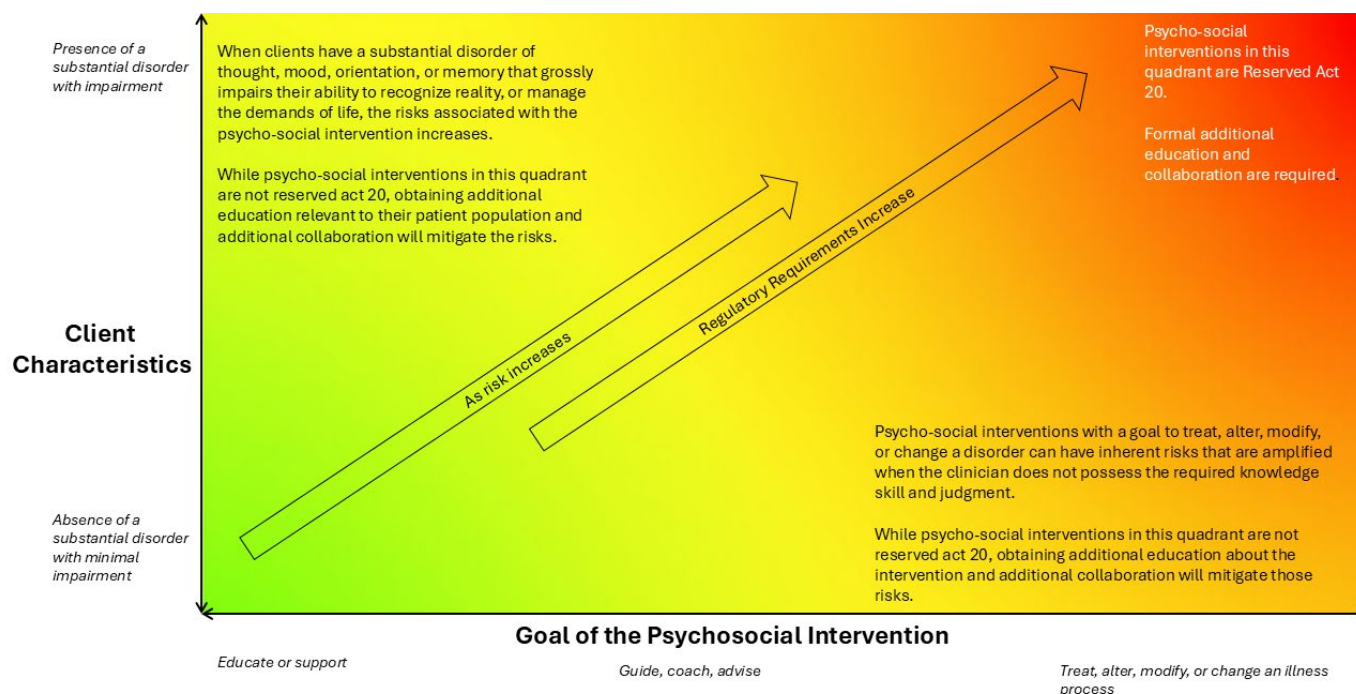 Presence of a
substantial disorder
with impairment
When clients have a substantial disorder of
thought, mood, orientation, or memory that grossly
impairs their ability to recognize reality, or manage
the demands of life, the risks associated with the
psycho-social intervention increases.
While psycho-social interventions in this quadrant
are not reserved act 20, obtaining additional
education relevant to their patient population and
additional collaboration will mitigate the risks.
Psycho-social
interventions in this
quadrant are Reserved Act
20.
Formal additional
education and
collaboration are required.
As risk increases
Regulatory Requirements Increase
Client
Characteristics
Psycho-social interventions with a goal to treat, alter, modify,
or change a disorder can have inherent risks that are amplified
when the clinician does not possess the required knowledge
skill and judgment.
While psycho-social interventions in this quadrant are not
reserved act 20, obtaining additional education about the
intervention and additional collaboration will mitigate those
risks.
Absence of a
substantial disorder
with minimal
impairment
Goal of the Psychosocial Intervention
Educate or support
Guide, coach, advise
Treat, alter, modify, or change an illness
process